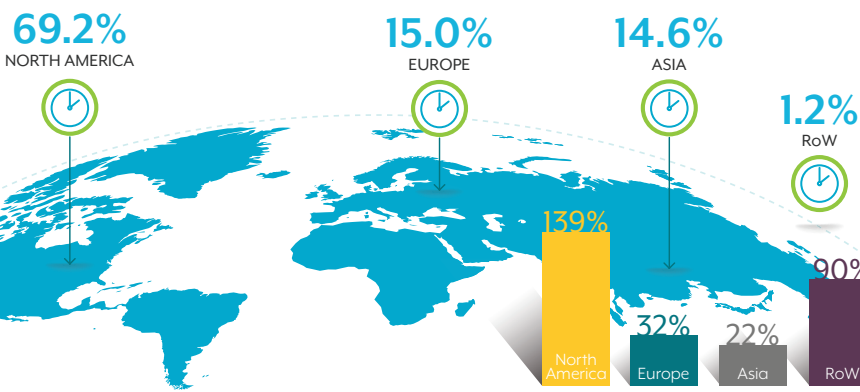 69.2%
NORTH AMERICA
15.0%
EUROPE
14.6%
ASIA
1.2%
RoW
139%
North
America
32%
Europe
22%
Asia
90%
RoW